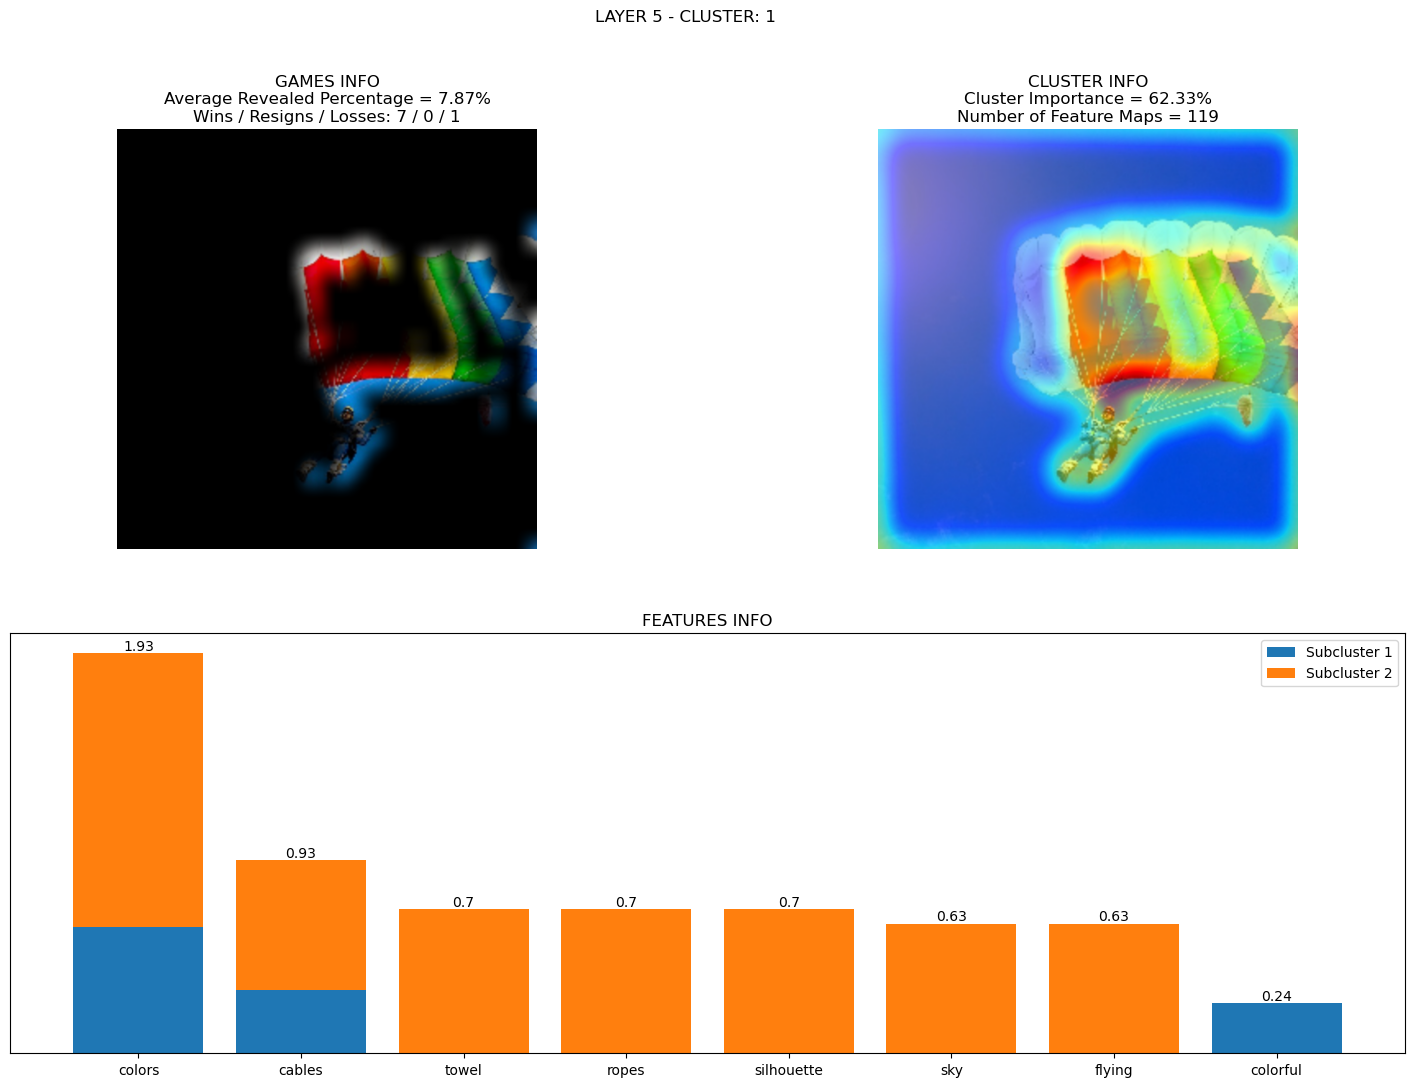 LAYER 5 - CLUSTER: 1
GAMES INFO
Average Revealed Percentage = 7.87%
Wins / Resigns / Losses: 7 / 0 / 1
CLUSTER INFO
Cluster Importance = 62.33%
Number of Feature Maps = 119
FEATURES INFO
Subcluster 1
Subcluster 2
1.93
0.93
0.7
0.7
0.7
0.63
0.63
0.24
colors
cables
towel
ropes
silhouette
sky
flying
colorful